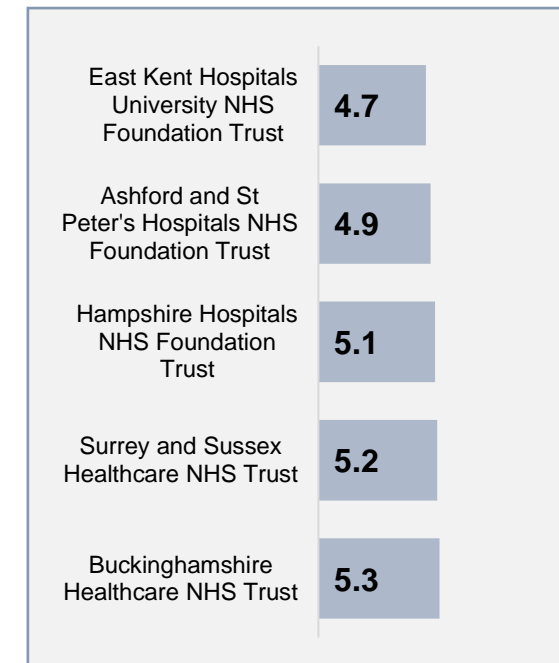 East Kent Hospitals
University NHS
Foundation Trust
4.7
Ashford and St
Peter's Hospitals NHS
Foundation Trust
4.9
Hampshire Hospitals
NHS Foundation
Trust
5.1
Surrey and Sussex
Healthcare NHS Trust
5.2
Buckinghamshire
Healthcare NHS Trust
5.3